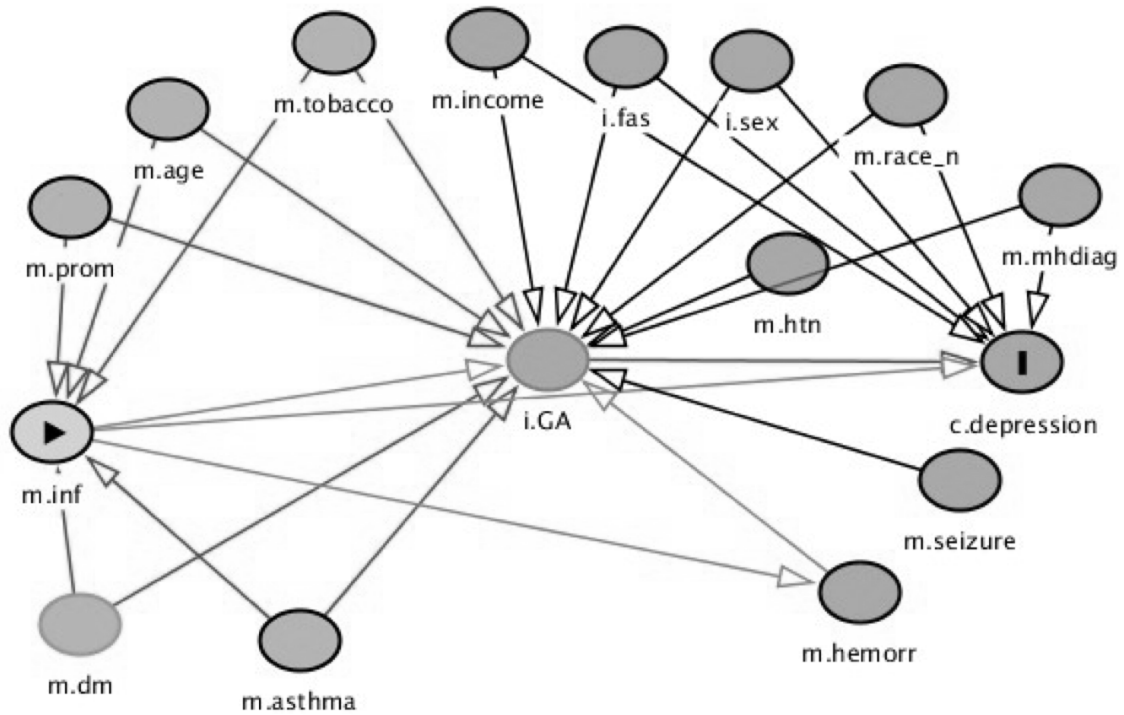 m.tobacco
m.income
i.fas
i.sex
m.race_n
m.age
m.prom
m.mhdiag
m.htn
i.GA
c.depression
m.inf
m.seizure
m.hemorr
m.dm
m.asthma